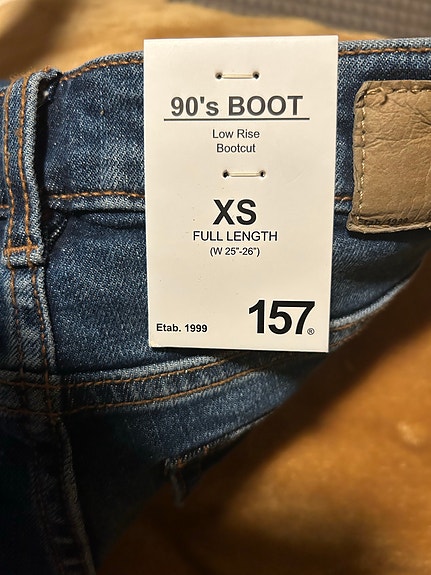 90's BOOT
Low Rise
Bootcut
XS
FULL LENGTH
(W 25"-26")
Etab. 1999
157®